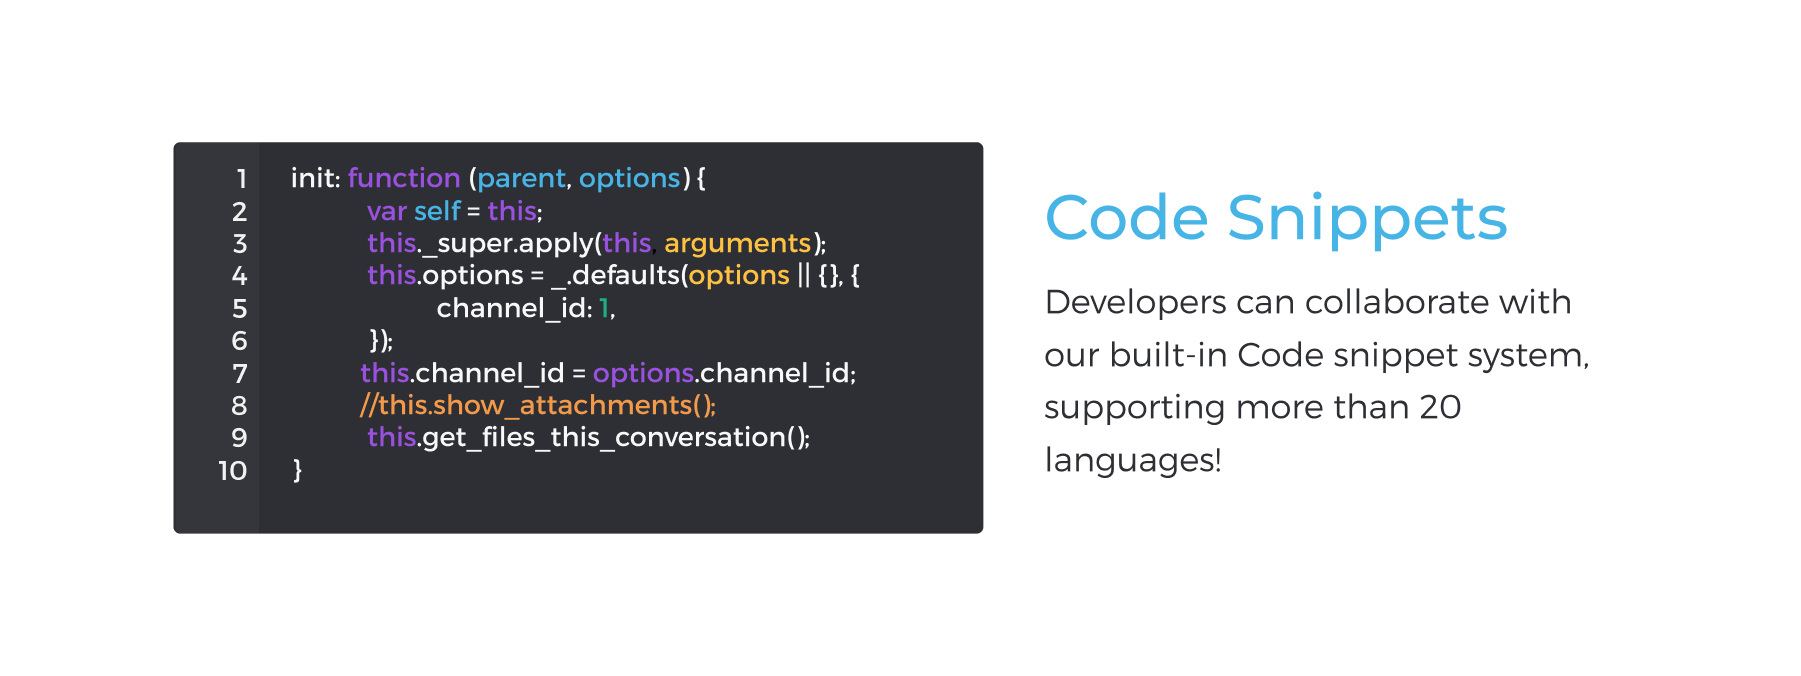 1 init: function (parent, options) {
2 var self = this;
3 this._super.apply(this, arguments);
4 this.options = _.defaults(options || {}, {
5 channel_id: 1,
6 });
7 this.channel_id = options.channel_id;
8 //this.show_attachments();
9 this.get_files_this_conversation();
10 }
Code Snippets
Developers can collaborate with
our built-in Code snippet system,
supporting more than 20
languages!